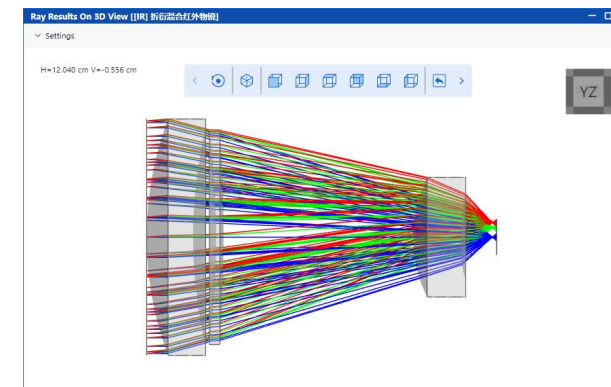 Ray Results On 3D View [[IR] 折衍混合红外物镜]
Settings
H=12.040 cm V=-0.556 cm
YZ